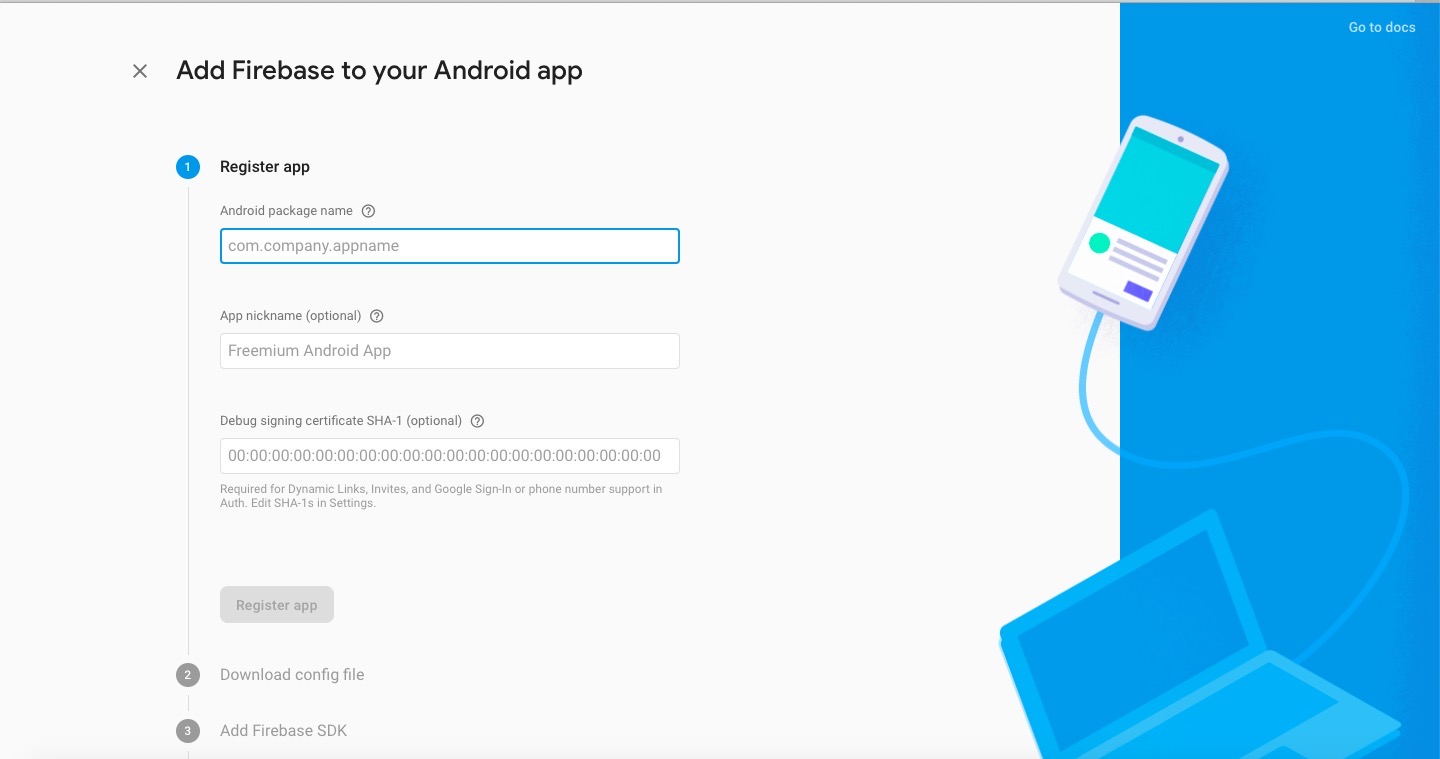 Go to docs
Add Firebase to your Android app
1 Register app
Android package name
com.company.appname
App nickname (optional)
Freemium Android App
Debug signing certificate SHA-1 (optional)
00:00:00:00:00:00:00:00:00:00:00:00:00:00:00:00:00:00:00:00
Required for Dynamic Links, Invites, and Google Sign-In or phone number support in
Auth. Edit SHA-1s in Settings.
Register app
2 Download config file
3 Add Firebase SDK